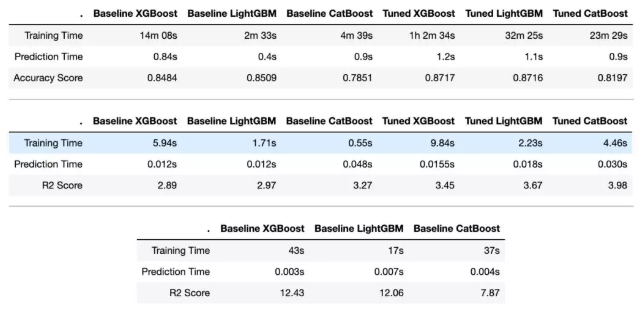 . Baseline XGBoost Baseline LightGBM Baseline CatBoost Tuned XGBoost Tuned LightGBM Tuned CatBoost
Training Time 14m 08s 2m 33s 4m 39s 1h 2m 34s 32m 25s 23m 29s
Prediction Time 0.84s 0.4s 0.9s 1.2s 1.1s 0.9s
Accuracy Score 0.8484 0.8509 0.7851 0.8717 0.8716 0.8197
. Baseline XGBoost Baseline LightGBM Baseline CatBoost Tuned XGBoost Tuned LightGBM Tuned CatBoost
Training Time 5.94s 1.71s 0.55s 9.84s 2.23s 4.46s
Prediction Time 0.012s 0.012s 0.048s 0.0155s 0.018s 0.030s
R2 Score 2.89 2.97 3.27 3.45 3.67 3.98
. Baseline XGBoost Baseline LightGBM Baseline CatBoost
Training Time 43s 17s 37s
Prediction Time 0.003s 0.007s 0.004s
R2 Score 12.43 12.06 7.87